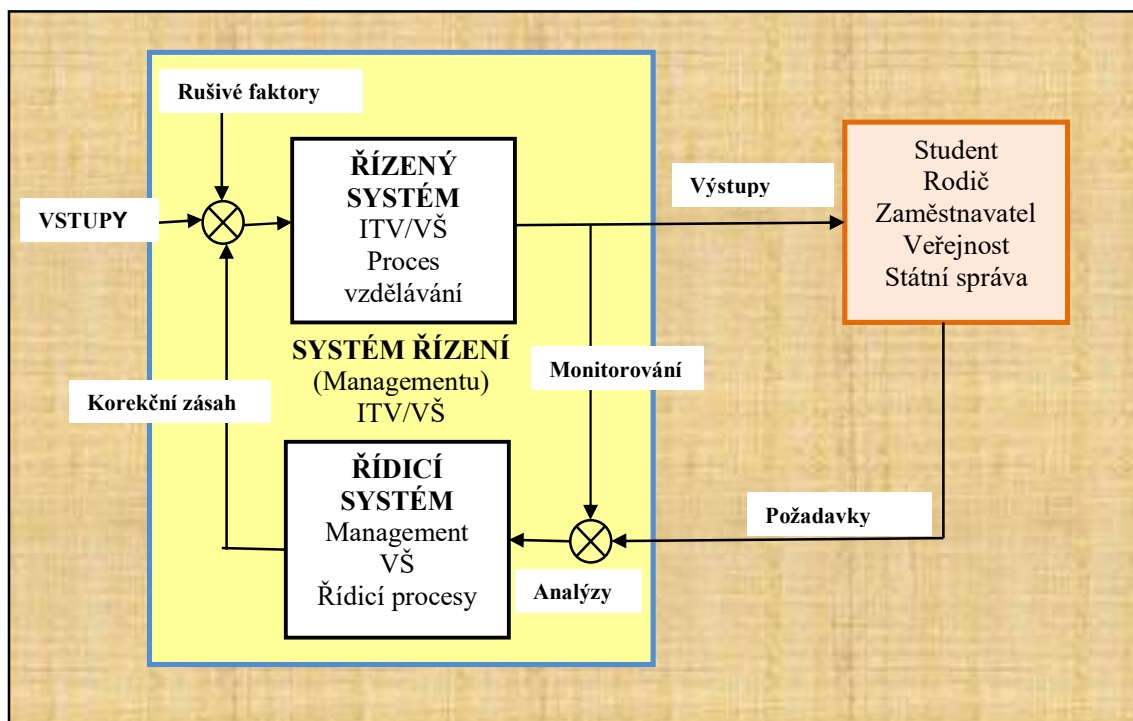 Rušivé faktory
VSTUPY
ŘÍZENÝ
SYSTÉM
ITV/VŠ
Proces
vzdělávání
Výstupy
Student
Rodič
Zaměstnavatel
Veřejnost
Státní správa
SYSTÉM ŘÍZENÍ
(Managementu)
ITV/VŠ
Monitorování
Korekční zásah
ŘÍDICÍ
SYSTÉM
Management
VŠ
Řídicí procesy
Analýzy
Požadavky